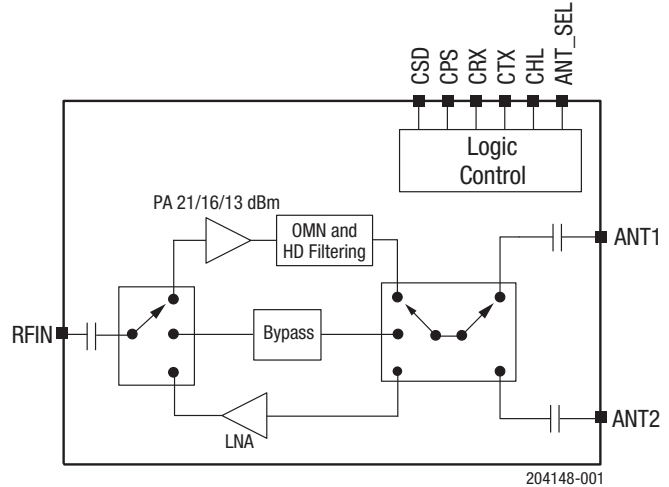 CSD
CPS
CRX
CTX
CHL
ANT_SEL
Logic
Control
PA 21/16/13 dBm
OMN and
HD Filtering
ANT1
RFIN
Bypass
LNA
ANT2
204148-001